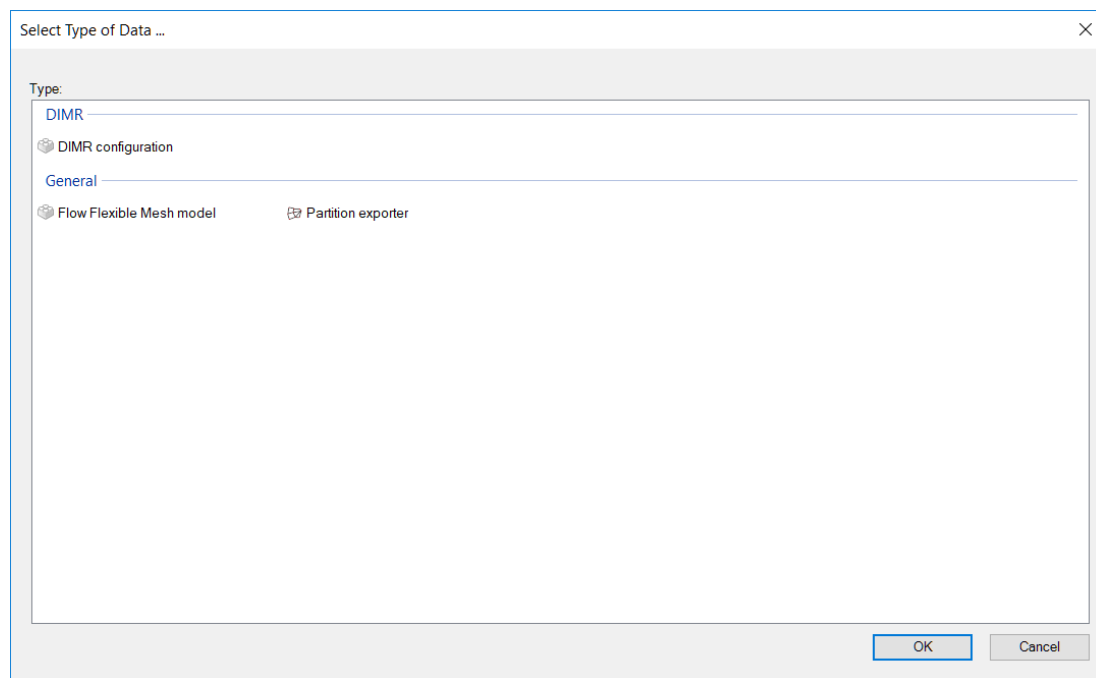 Select Type of Data ...
Type:
DIMR
DIMR configuration
General
Flow Flexible Mesh model Partition exporter
OK Cancel